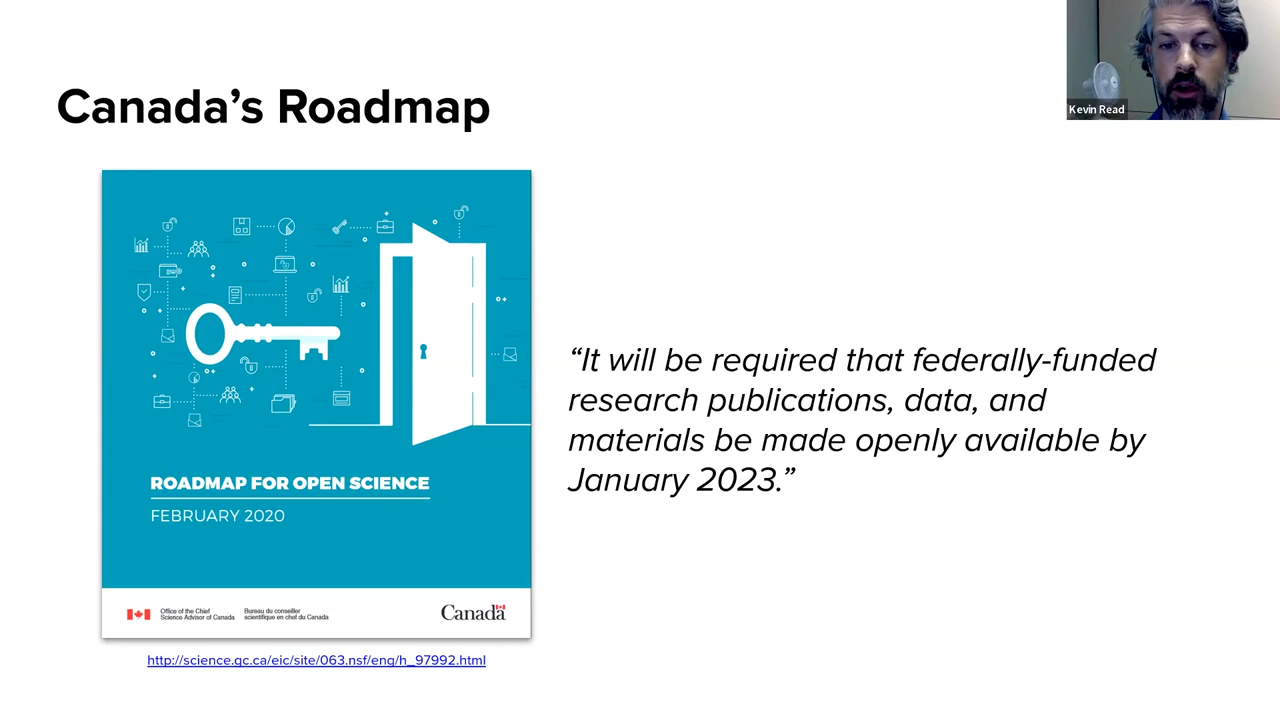 Canada’s Roadmap
Kevin Read
ROADMAP FOR OPEN SCIENCE
FEBRUARY 2020
Office of the Chief
Science Advisor of Canada
Bureau du conseiller
scientifique en chef du Canada
Canada
http://science.gc.ca/eic/site/063.nsf/eng/h_97992.html
“It will be required that federally-funded
research publications, data, and
materials be made openly available by
January 2023.”